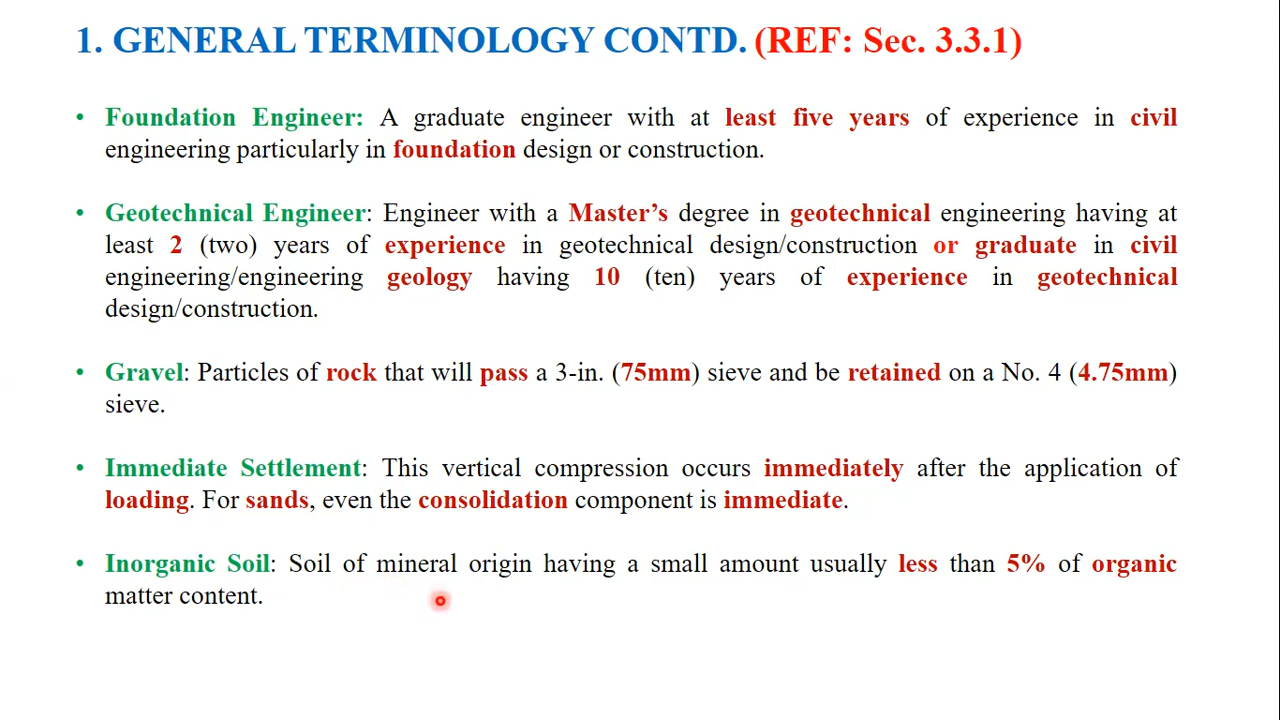 1. GENERAL TERMINOLOGY CONTD. (REF: Sec. 3.3.1)
• Foundation Engineer: A graduate engineer with at least five years of experience in civil
engineering particularly in foundation design or construction.
• Geotechnical Engineer: Engineer with a Master's degree in geotechnical engineering having at
least 2 (two) years of experience in geotechnical design/construction or graduate in civil
engineering/engineering geology having 10 (ten) years of experience in geotechnical
design/construction.
• Gravel: Particles of rock that will pass a 3-in. (75mm) sieve and be retained on a No. 4 (4.75mm)
sieve.
• Immediate Settlement: This vertical compression occurs immediately after the application of
loading. For sands, even the consolidation component is immediate.
• Inorganic Soil: Soil of mineral origin having a small amount usually less than 5% of organic
matter content.